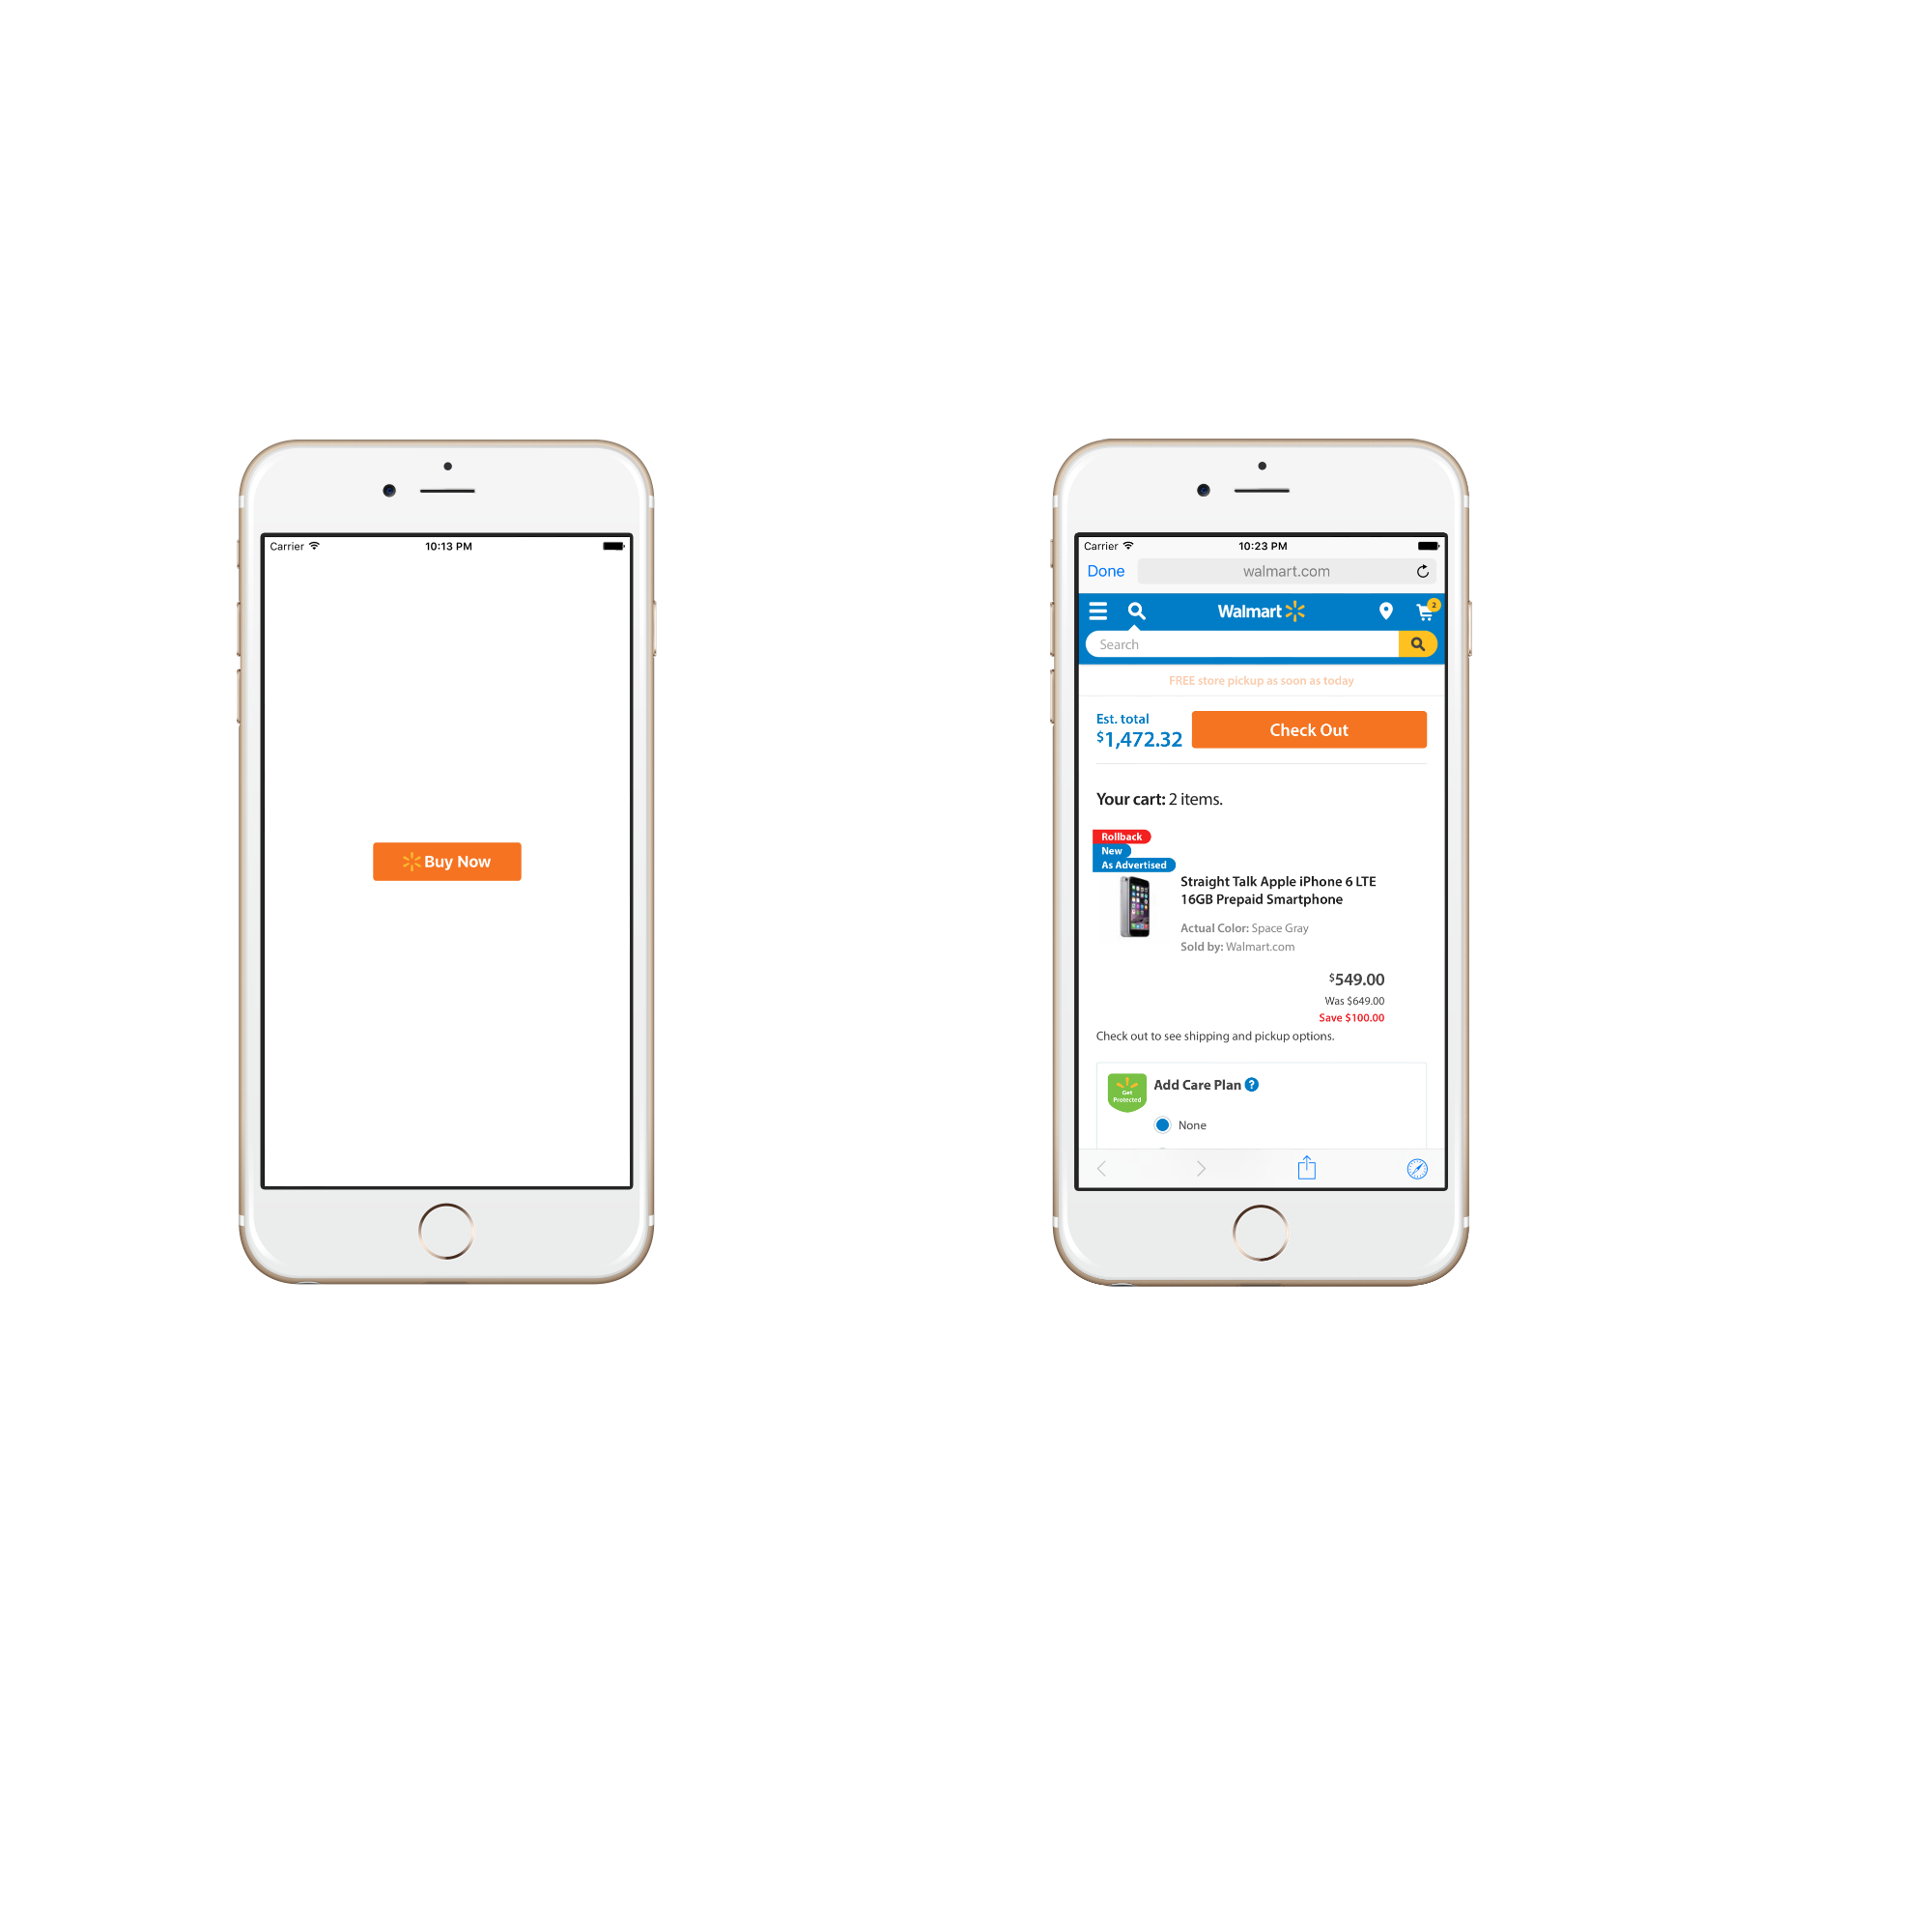 Carrier
10:13 PM
Buy Now
Carrier
10:23 PM
Done
walmart.com
Walmart
2
Search
FREE store pickup as soon as today
Est. total
$1,472.32
Check Out
Your cart: 2 items.
Rollback
New
As Advertised
Straight Talk Apple iPhone 6 LTE
16GB Prepaid Smartphone
Actual Color: Space Gray
Sold by: Walmart.com
$549.00
Was $649.00
Save $100.00
Check out to see shipping and pickup options.
Get
Protected
Add Care Plan ?
None